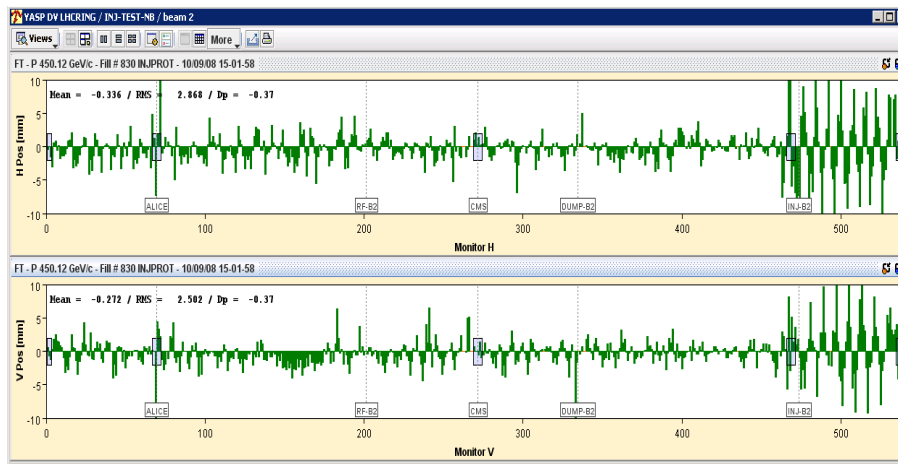 YASP DV LHCRING / INJ-TEST-NB / beam 2
Views More
FT - P 450.12 GeV/c - Fill # 830 INJPROT - 10/09/08 15-01-58
Mean = -0.336 / RMS = 2.868 / Dp = -0.37
H Pos [mm]
10
5
0
-5
-10
ALICE RF-B2 CMS DUMP-B2 INJ-B2
0 100 200 300 400 500
Monitor H
FT - P 450.12 GeV/c - Fill # 830 INJPROT - 10/09/08 15-01-58
Mean = -0.272 / RMS = 2.502 / Dp = -0.37
V Pos [mm]
10
5
0
-5
-10
ALICE RF-B2 CMS DUMP-B2 INJ-B2
0 100 200 300 400 500
Monitor V